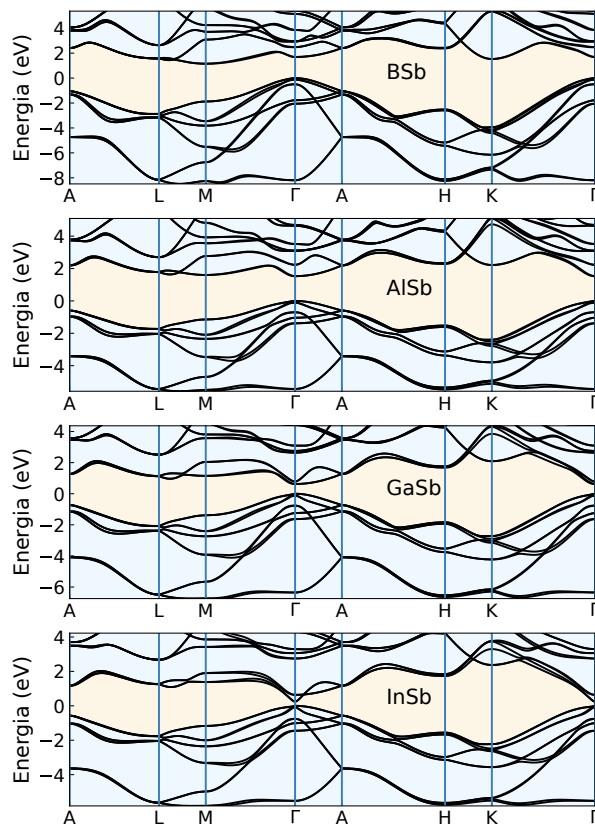 Energia (eV)
4
2
0
−2
−4
−6
−8
BSb
A L M Γ A H K Γ
Energia (eV)
4
2
0
−2
−4
AlSb
A L M Γ A H K Γ
Energia (eV)
4
2
0
−2
−4
−6
GaSb
A L M Γ A H K Γ
Energia (eV)
4
2
0
−2
−4
InSb
A L M Γ A H K Γ